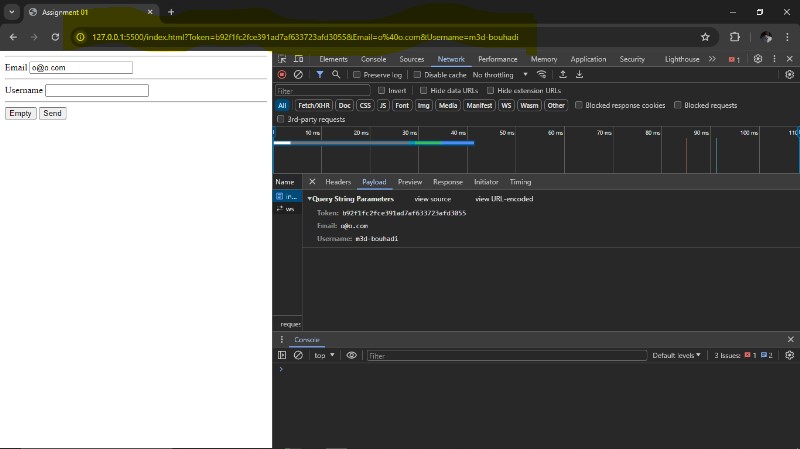 Assignment 01
127.0.0.1:5500/index.html?Token=b92f1fc2fce391ad7af633723afd3055&Email=o%40o.com&Username=m3d-bouhadi
Email o@o.com
Username
Empty Send
Elements Console Sources Network Performance Memory Application Security Lighthouse 1
Preserve log Disable cache No throttling
Filter Invert Hide data URLs Hide extension URLs
All Fetch/XHR Doc CSS JS Font Img Media Manifest WS Wasm Other Blocked response cookies Blocked requests
3rd-party requests
10 ms 20 ms 30 ms 40 ms 50 ms 60 ms 70 ms 80 ms 90 ms 100 ms 110
Name Headers Payload Preview Response Initiator Timing
in... Query String Parameters view source view URL-encoded
ws Token: b92f1fc2fce391ad7af633723afd3055
Email: o@o.com
Username: m3d-bouhadi
reques
Console
top Filter Default levels 3 Issues: 1 2